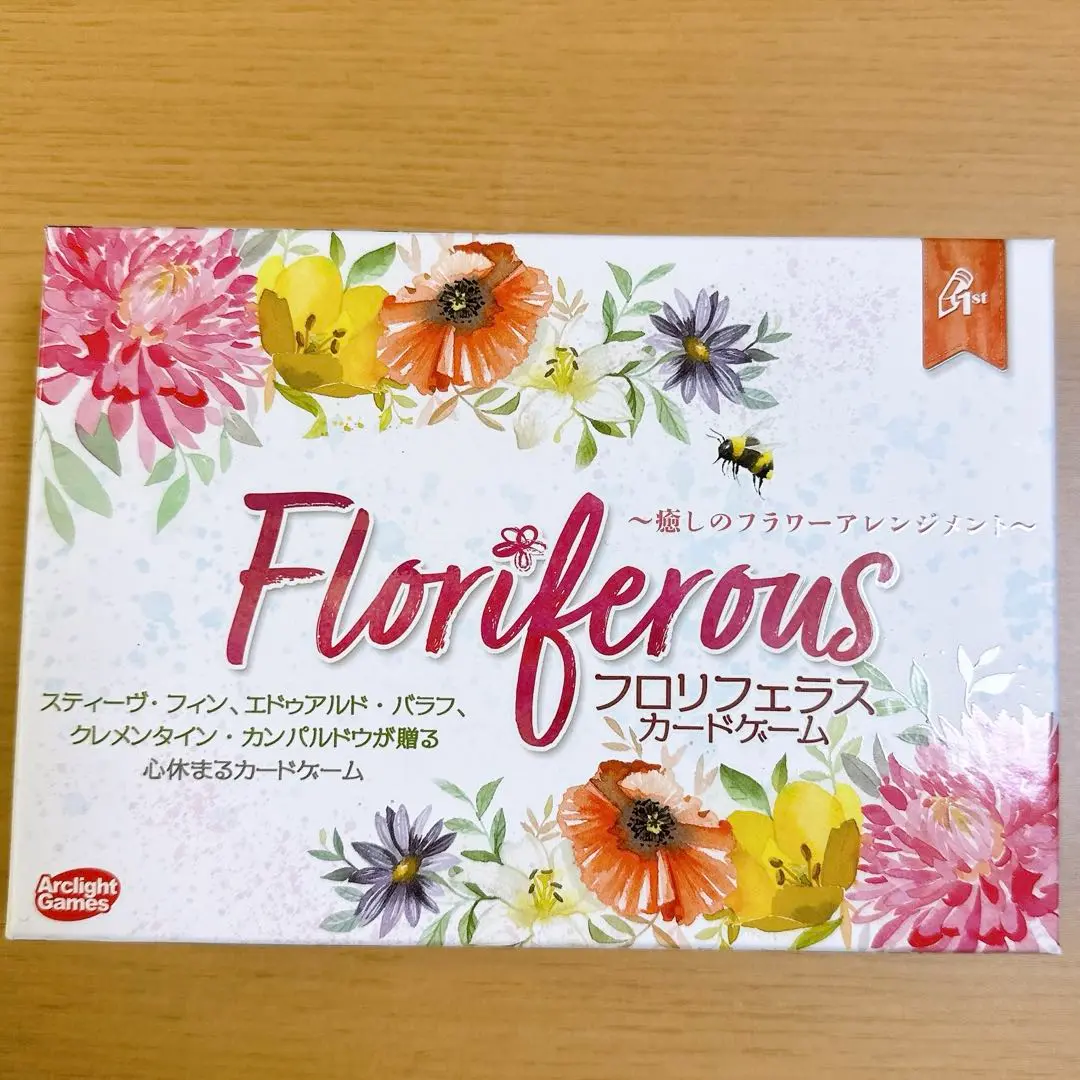 1st
~癒しのフラワーアレンジメント~
Floriferous
フロリフェラス
カードゲーム
スティーヴ・フィン、エドゥアルド・バラフ、
クレメンタイン・カンパルドウが贈る
心休まるカードゲーム
Arclight
Games